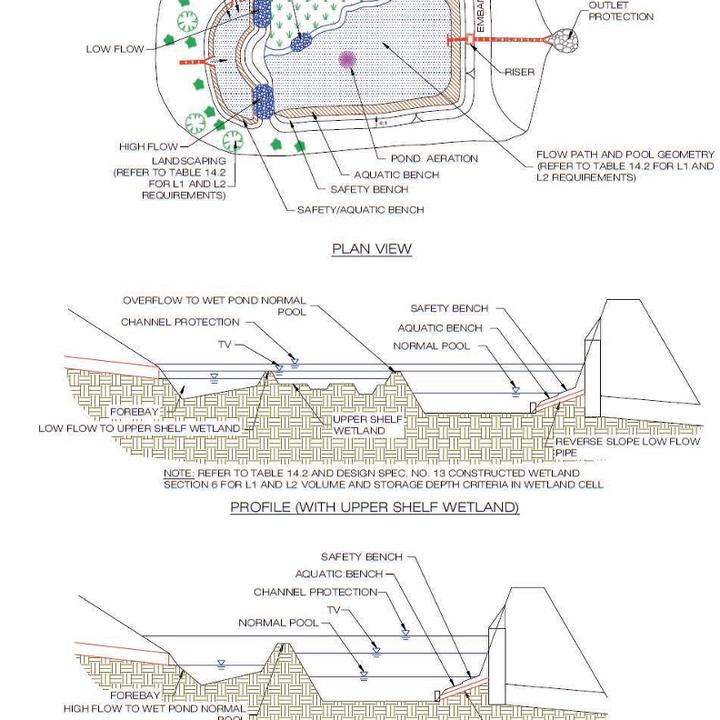 OUTLET
PROTECTION
LOW FLOW
RISER
HIGH FLOW
LANDSCAPING
(REFER TO TABLE 14.2
FOR L1 AND L2
REQUIREMENTS)
POND AERATION
AQUATIC BENCH
SAFETY BENCH
SAFETY/AQUATIC BENCH
FLOW PATH AND POOL GEOMETRY
(REFER TO TABLE 14.2 FOR L1 AND
L2 REQUIREMENTS)
PLAN VIEW
OVERFLOW TO WET POND NORMAL
POOL
CHANNEL PROTECTION
TV
SAFETY BENCH
AQUATIC BENCH
NORMAL POOL
FOREBAY
LOW FLOW TO UPPER SHELF WETLAND
UPPER SHELF
WETLAND
REVERSE SLOPE LOW FLOW
PIPE
NOTE: REFER TO TABLE 14.2 AND DESIGN SPEC. NO. 13 CONSTRUCTED WETLAND
SECTION 6 FOR L1 AND L2 VOLUME AND STORAGE DEPTH CRITERIA IN WETLAND CELL
PROFILE (WITH UPPER SHELF WETLAND)
SAFETY BENCH
AQUATIC BENCH
CHANNEL PROTECTION
TV
NORMAL POOL
FOREBAY
HIGH FLOW TO WET POND NORMAL
POOL